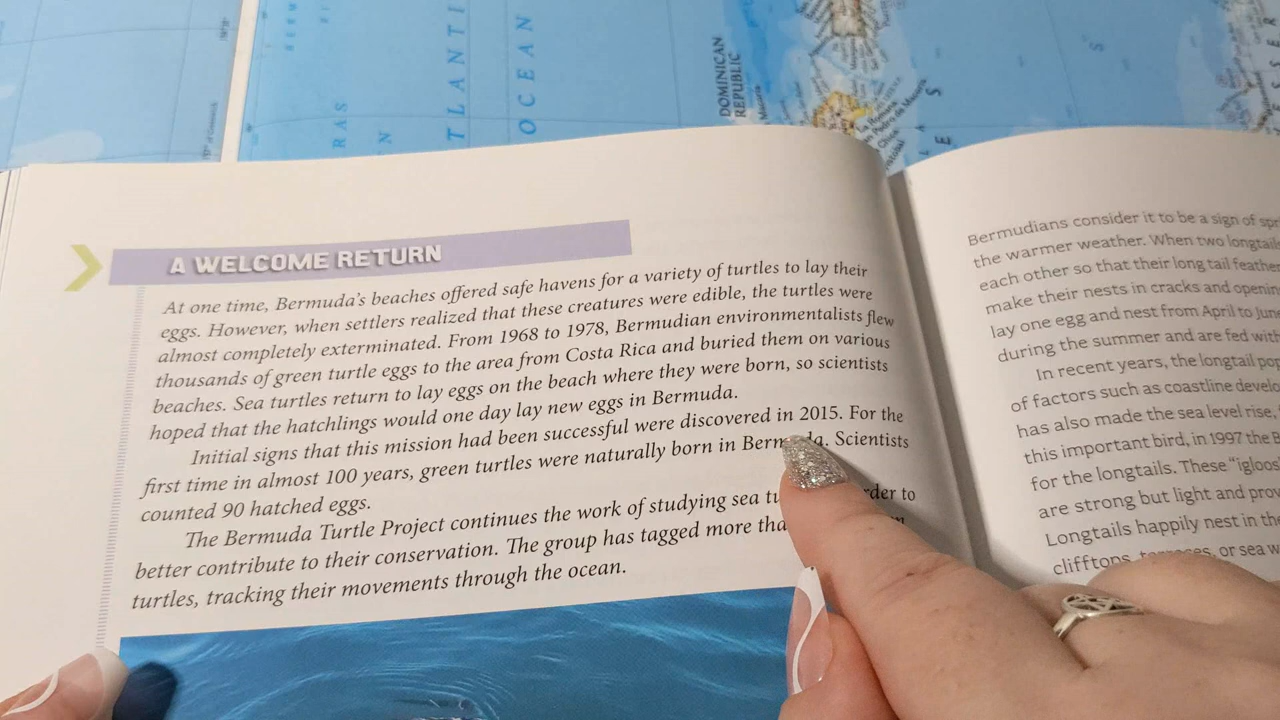 ATLANTI
OCEAN
RAS
N
DOMINICAN
REPUBLIC
A WELCOME RETURN
At one time, Bermuda's beaches offered safe havens for a variety of turtles to lay their
eggs. However, when settlers realized that these creatures were edible, the turtles were
almost completely exterminated. From 1968 to 1978, Bermudian environmentalists flew
thousands of green turtle eggs to the area from Costa Rica and buried them on various
beaches. Sea turtles return to lay eggs on the beach where they were born, so scientists
hoped that the hatchlings would one day lay new eggs in Bermuda.
Initial signs that this mission had been successful were discovered in 2015. For the
first time in almost 100 years, green turtles were naturally born in Bermuda. Scientists
counted 90 hatched eggs.
The Bermuda Turtle Project continues the work of studying sea tu rder to
better contribute to their conservation. The group has tagged more tha
turtles, tracking their movements through the ocean.
Bermudians consider it to be a sign of spr
the warmer weather. When two longtail
each other so that their long tail feather
make their nests in cracks and opening
lay one egg and nest from April to June
during the summer and are fed with
In recent years, the longtail pop
of factors such as coastline develo
has also made the sea level rise.
this important bird, in 1997 the B
for the longtails. These "igloos
are strong but light and prov
Longtails happily nest in th
clifftops, terraces, or sea w